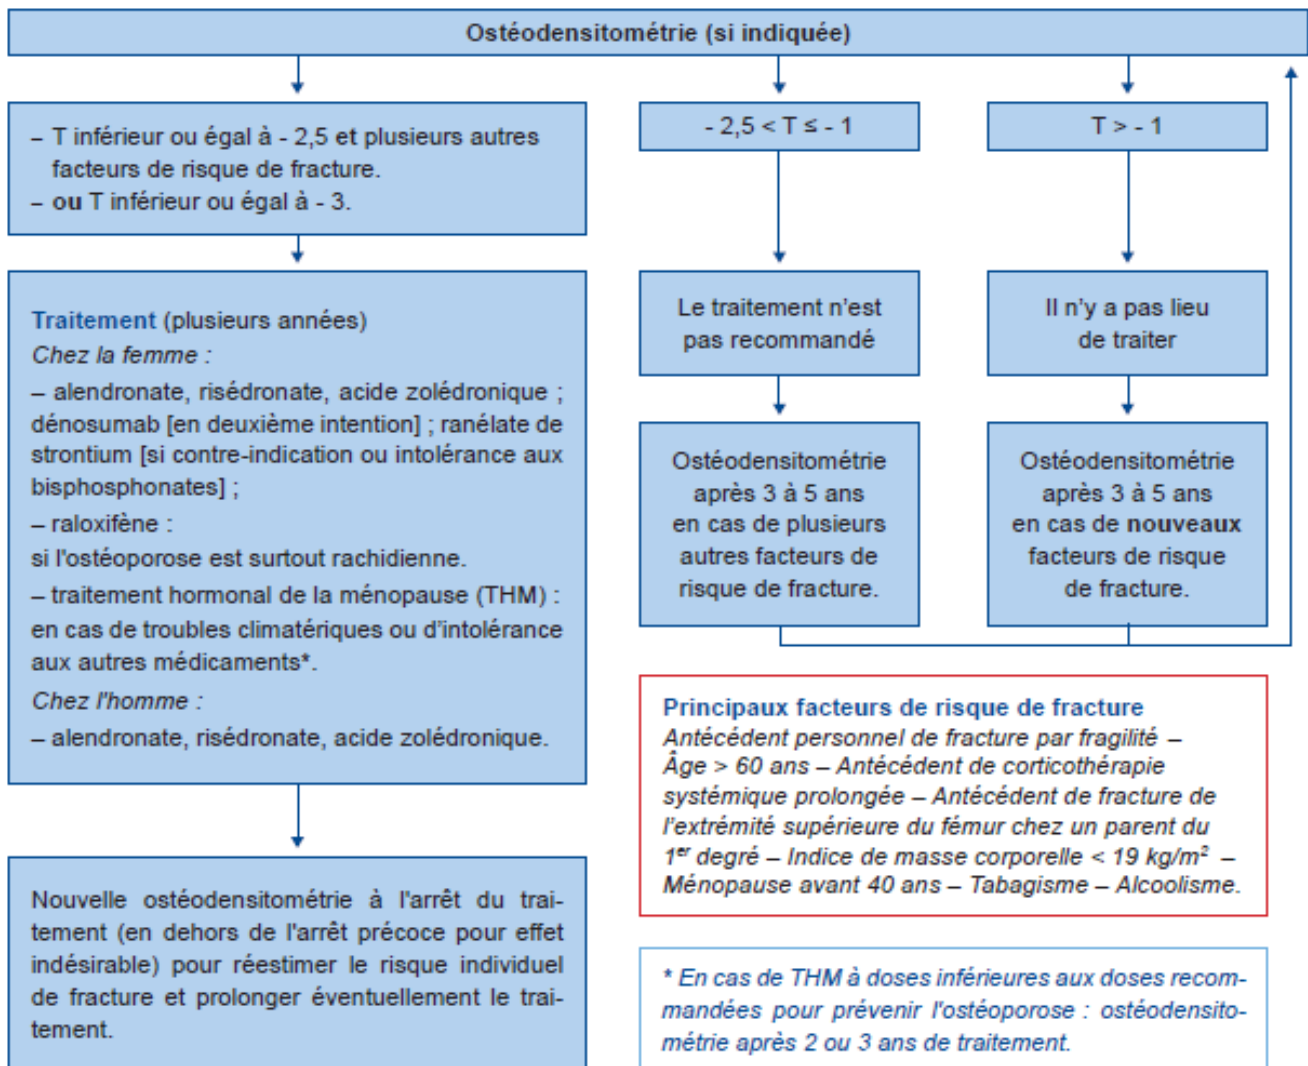 Ostéodensitométrie (si indiquée)
– T inférieur ou égal à - 2,5 et plusieurs autres
facteurs de risque de fracture.
– ou T inférieur ou égal à - 3.
- 2,5 < T ≤ - 1
T > - 1
Traitement (plusieurs années)
Chez la femme :
– alendronate, risédronate, acide zolédronique ;
dénosumab [en deuxième intention] ; ranélate de
strontium [si contre-indication ou intolérance aux
bisphosphonates] ;
– raloxifène :
si l'ostéoporose est surtout rachidienne.
– traitement hormonal de la ménopause (THM) :
en cas de troubles climatériques ou d'intolérance
aux autres médicaments*.
Chez l'homme :
– alendronate, risédronate, acide zolédronique.
Le traitement n'est
pas recommandé
Il n'y a pas lieu
de traiter
Ostéodensitométrie
après 3 à 5 ans
en cas de plusieurs
autres facteurs de
risque de fracture.
Ostéodensitométrie
après 3 à 5 ans
en cas de nouveaux
facteurs de risque
de fracture.
Nouvelle ostéodensitométrie à l'arrêt du trai-
tement (en dehors de l'arrêt précoce pour effet
indésirable) pour réestimer le risque individuel
de fracture et prolonger éventuellement le trai-
tement.
Principaux facteurs de risque de fracture
Antécédent personnel de fracture par fragilité –
Âge > 60 ans – Antécédent de corticothérapie
systémique prolongée – Antécédent de fracture de
l'extrémité supérieure du fémur chez un parent du
1er degré – Indice de masse corporelle < 19 kg/m² –
Ménopause avant 40 ans – Tabagisme – Alcoolisme.
* En cas de THM à doses inférieures aux doses recom-
mandées pour prévenir l'ostéoporose : ostéodensito-
métrie après 2 ou 3 ans de traitement.